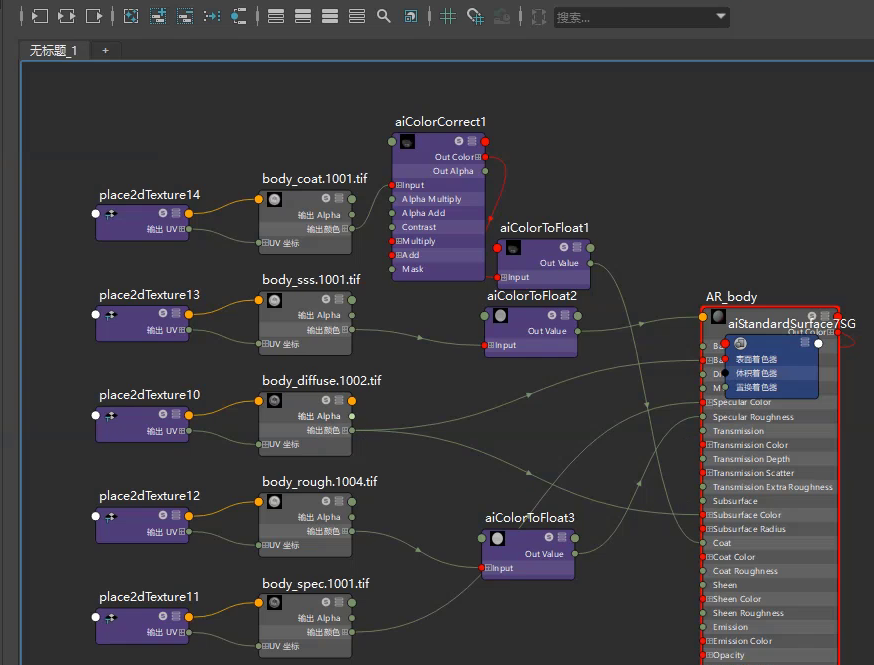 搜索...
无标题_1
+
aiColorCorrect1
Out Color
Out Alpha
Input
Alpha Multiply
Alpha Add
Contrast
Multiply
Add
Mask
place2dTexture14
输出 UV
body_coat.1001.tif
输出 Alpha
输出颜色
UV 坐标
aiColorToFloat1
Out Value
Input
place2dTexture13
输出 UV
body_sss.1001.tif
输出 Alpha
输出颜色
UV 坐标
aiColorToFloat2
Out Value
Input
place2dTexture10
输出 UV
body_diffuse.1002.tif
输出 Alpha
输出颜色
UV 坐标
place2dTexture12
输出 UV
body_rough.1004.tif
输出 Alpha
输出颜色
UV 坐标
aiColorToFloat3
Out Value
Input
place2dTexture11
输出 UV
body_spec.1001.tif
输出 Alpha
输出颜色
UV 坐标
AR_body
aiStandardSurface7SG
Out Color
表面着色器
体积着色器
置换着色器
Specular Color
Specular Roughness
Transmission
Transmission Color
Transmission Depth
Transmission Scatter
Transmission Extra Roughness
Subsurface
Subsurface Color
Subsurface Radius
Coat
Coat Color
Coat Roughness
Sheen
Sheen Color
Sheen Roughness
Emission
Emission Color
Opacity